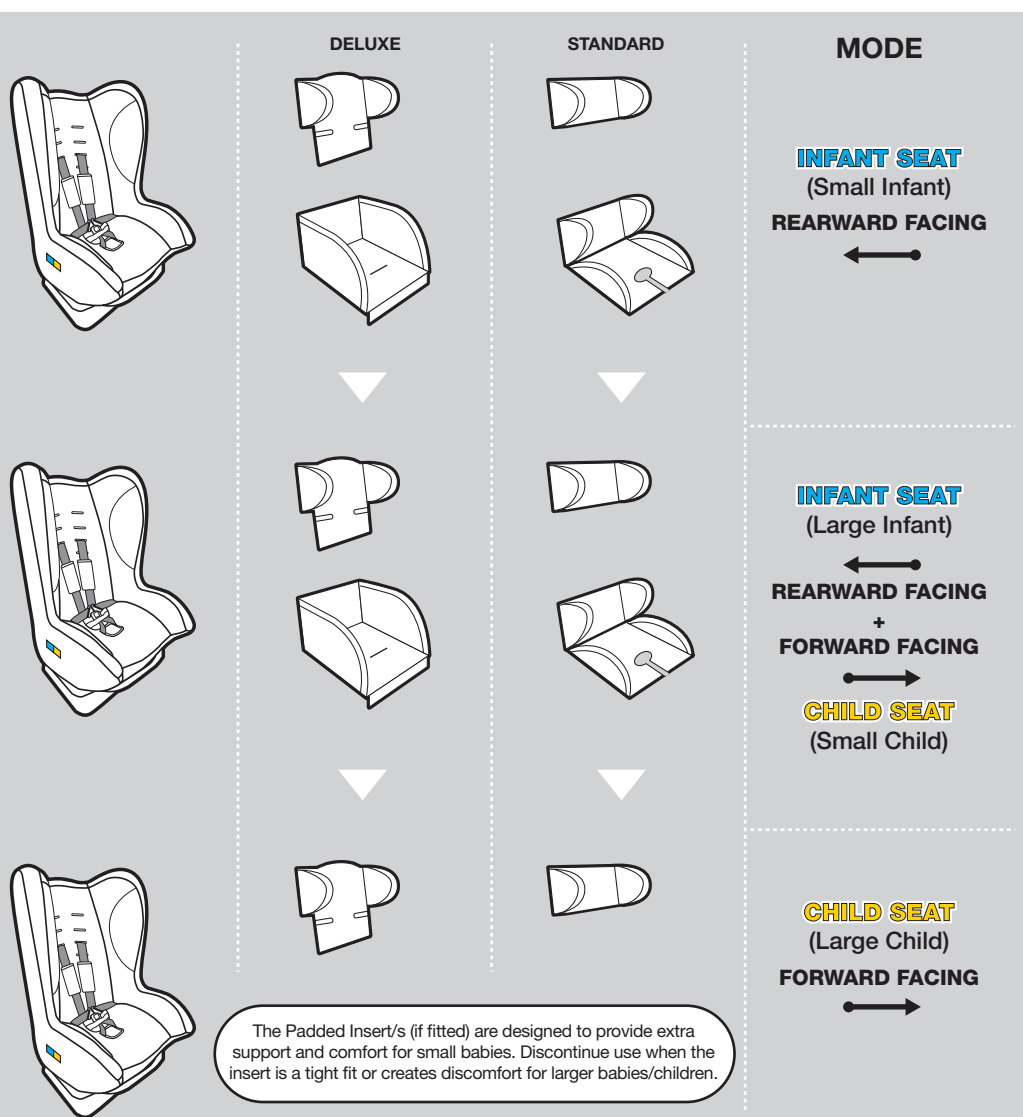 DELUXE
STANDARD
MODE
INFANT SEAT
(Small Infant)
REARWARD FACING
INFANT SEAT
(Large Infant)
REARWARD FACING
+
FORWARD FACING
CHILD SEAT
(Small Child)
CHILD SEAT
(Large Child)
FORWARD FACING
The Padded Insert/s (if fitted) are designed to provide extra
support and comfort for small babies. Discontinue use when the
insert is a tight fit or creates discomfort for larger babies/children.